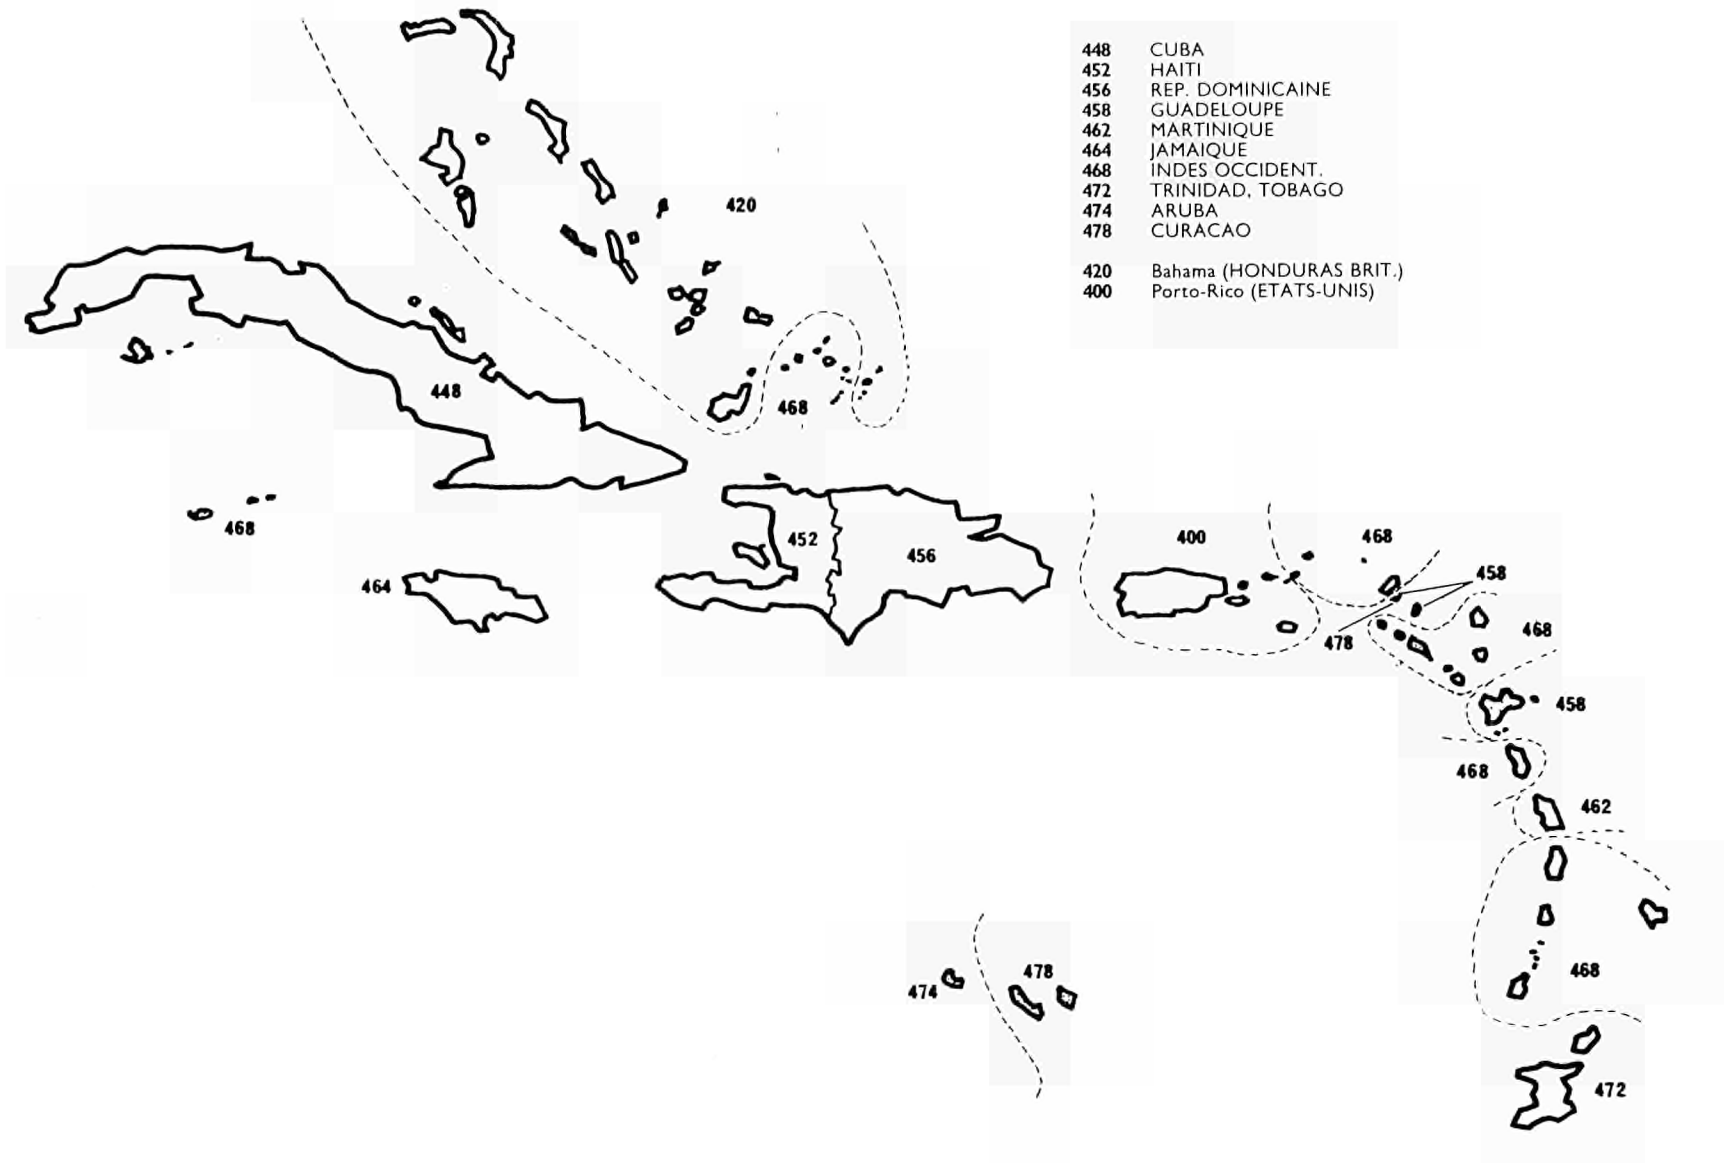 448 CUBA
452 HAITI
456 REP. DOMINICAINE
458 GUADELOUPE
462 MARTINIQUE
464 JAMAIQUE
468 INDES OCCIDENT.
472 TRINIDAD, TOBAGO
474 ARUBA
478 CURACAO
420 Bahama (HONDURAS BRIT.)
400 Porto-Rico (ETATS-UNIS)
420
448
468
468
452
456
400
468
464
458
478
468
458
468
462
474
478
468
472